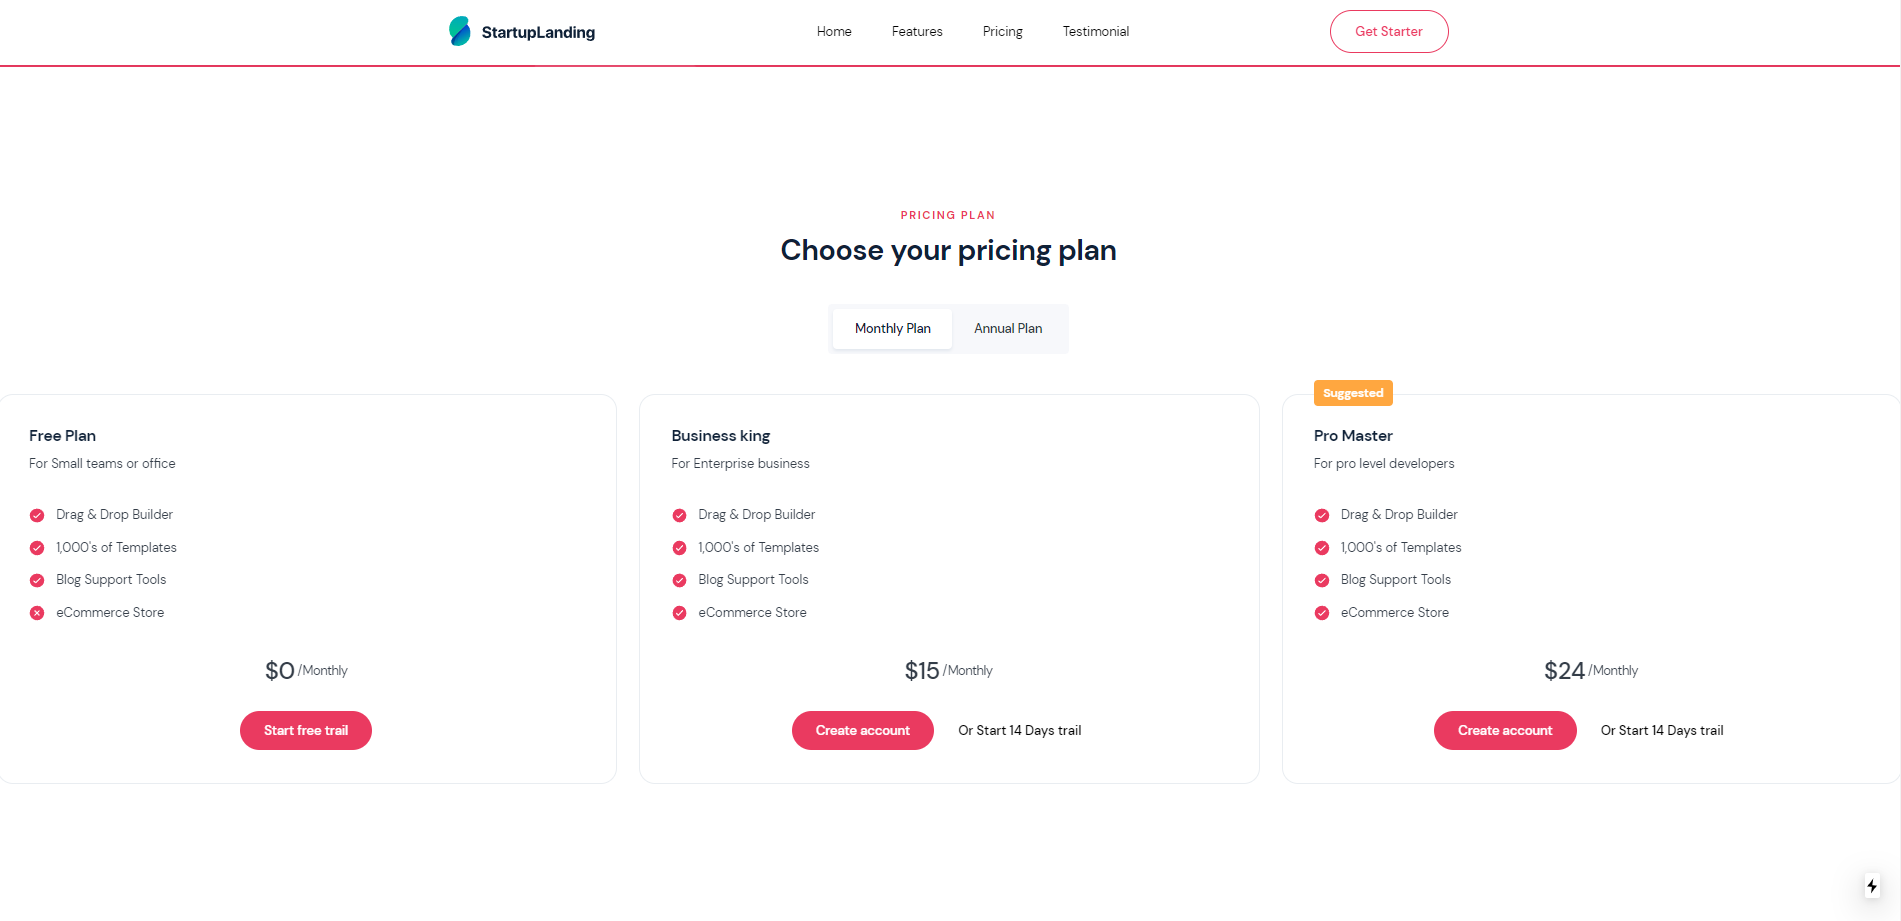 StartupLanding
Home Features Pricing Testimonial
Get Starter
PRICING PLAN
Choose your pricing plan
Monthly Plan Annual Plan
Free Plan
For Small teams or office
Drag & Drop Builder
1,000's of Templates
Blog Support Tools
eCommerce Store
$0 /Monthly
Start free trail
Business king
For Enterprise business
Drag & Drop Builder
1,000's of Templates
Blog Support Tools
eCommerce Store
$15 /Monthly
Create account Or Start 14 Days trail
Suggested
Pro Master
For pro level developers
Drag & Drop Builder
1,000's of Templates
Blog Support Tools
eCommerce Store
$24 /Monthly
Create account Or Start 14 Days trail